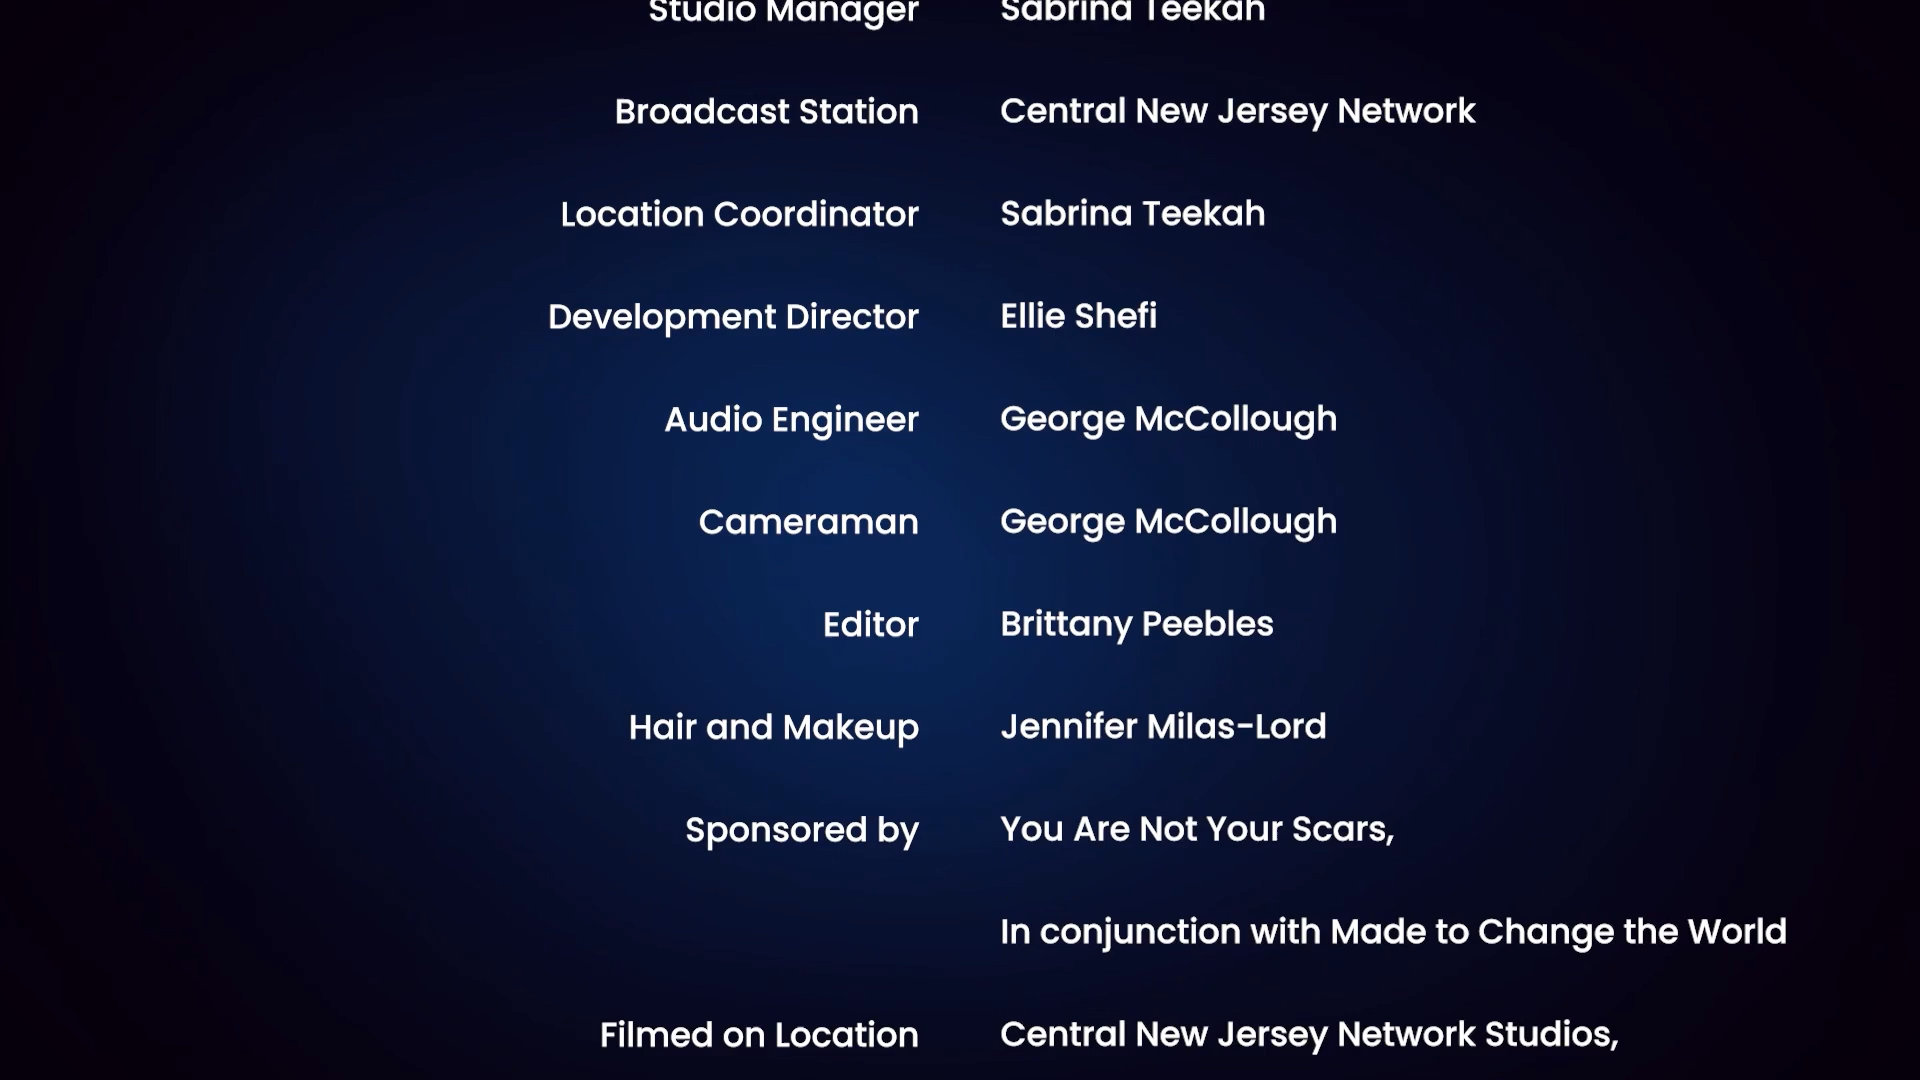 Studio Manager Sabrina Teekah
Broadcast Station Central New Jersey Network
Location Coordinator Sabrina Teekah
Development Director Ellie Shefi
Audio Engineer George McCollough
Cameraman George McCollough
Editor Brittany Peebles
Hair and Makeup Jennifer Milas-Lord
Sponsored by You Are Not Your Scars,
In conjunction with Made to Change the World
Filmed on Location Central New Jersey Network Studios,